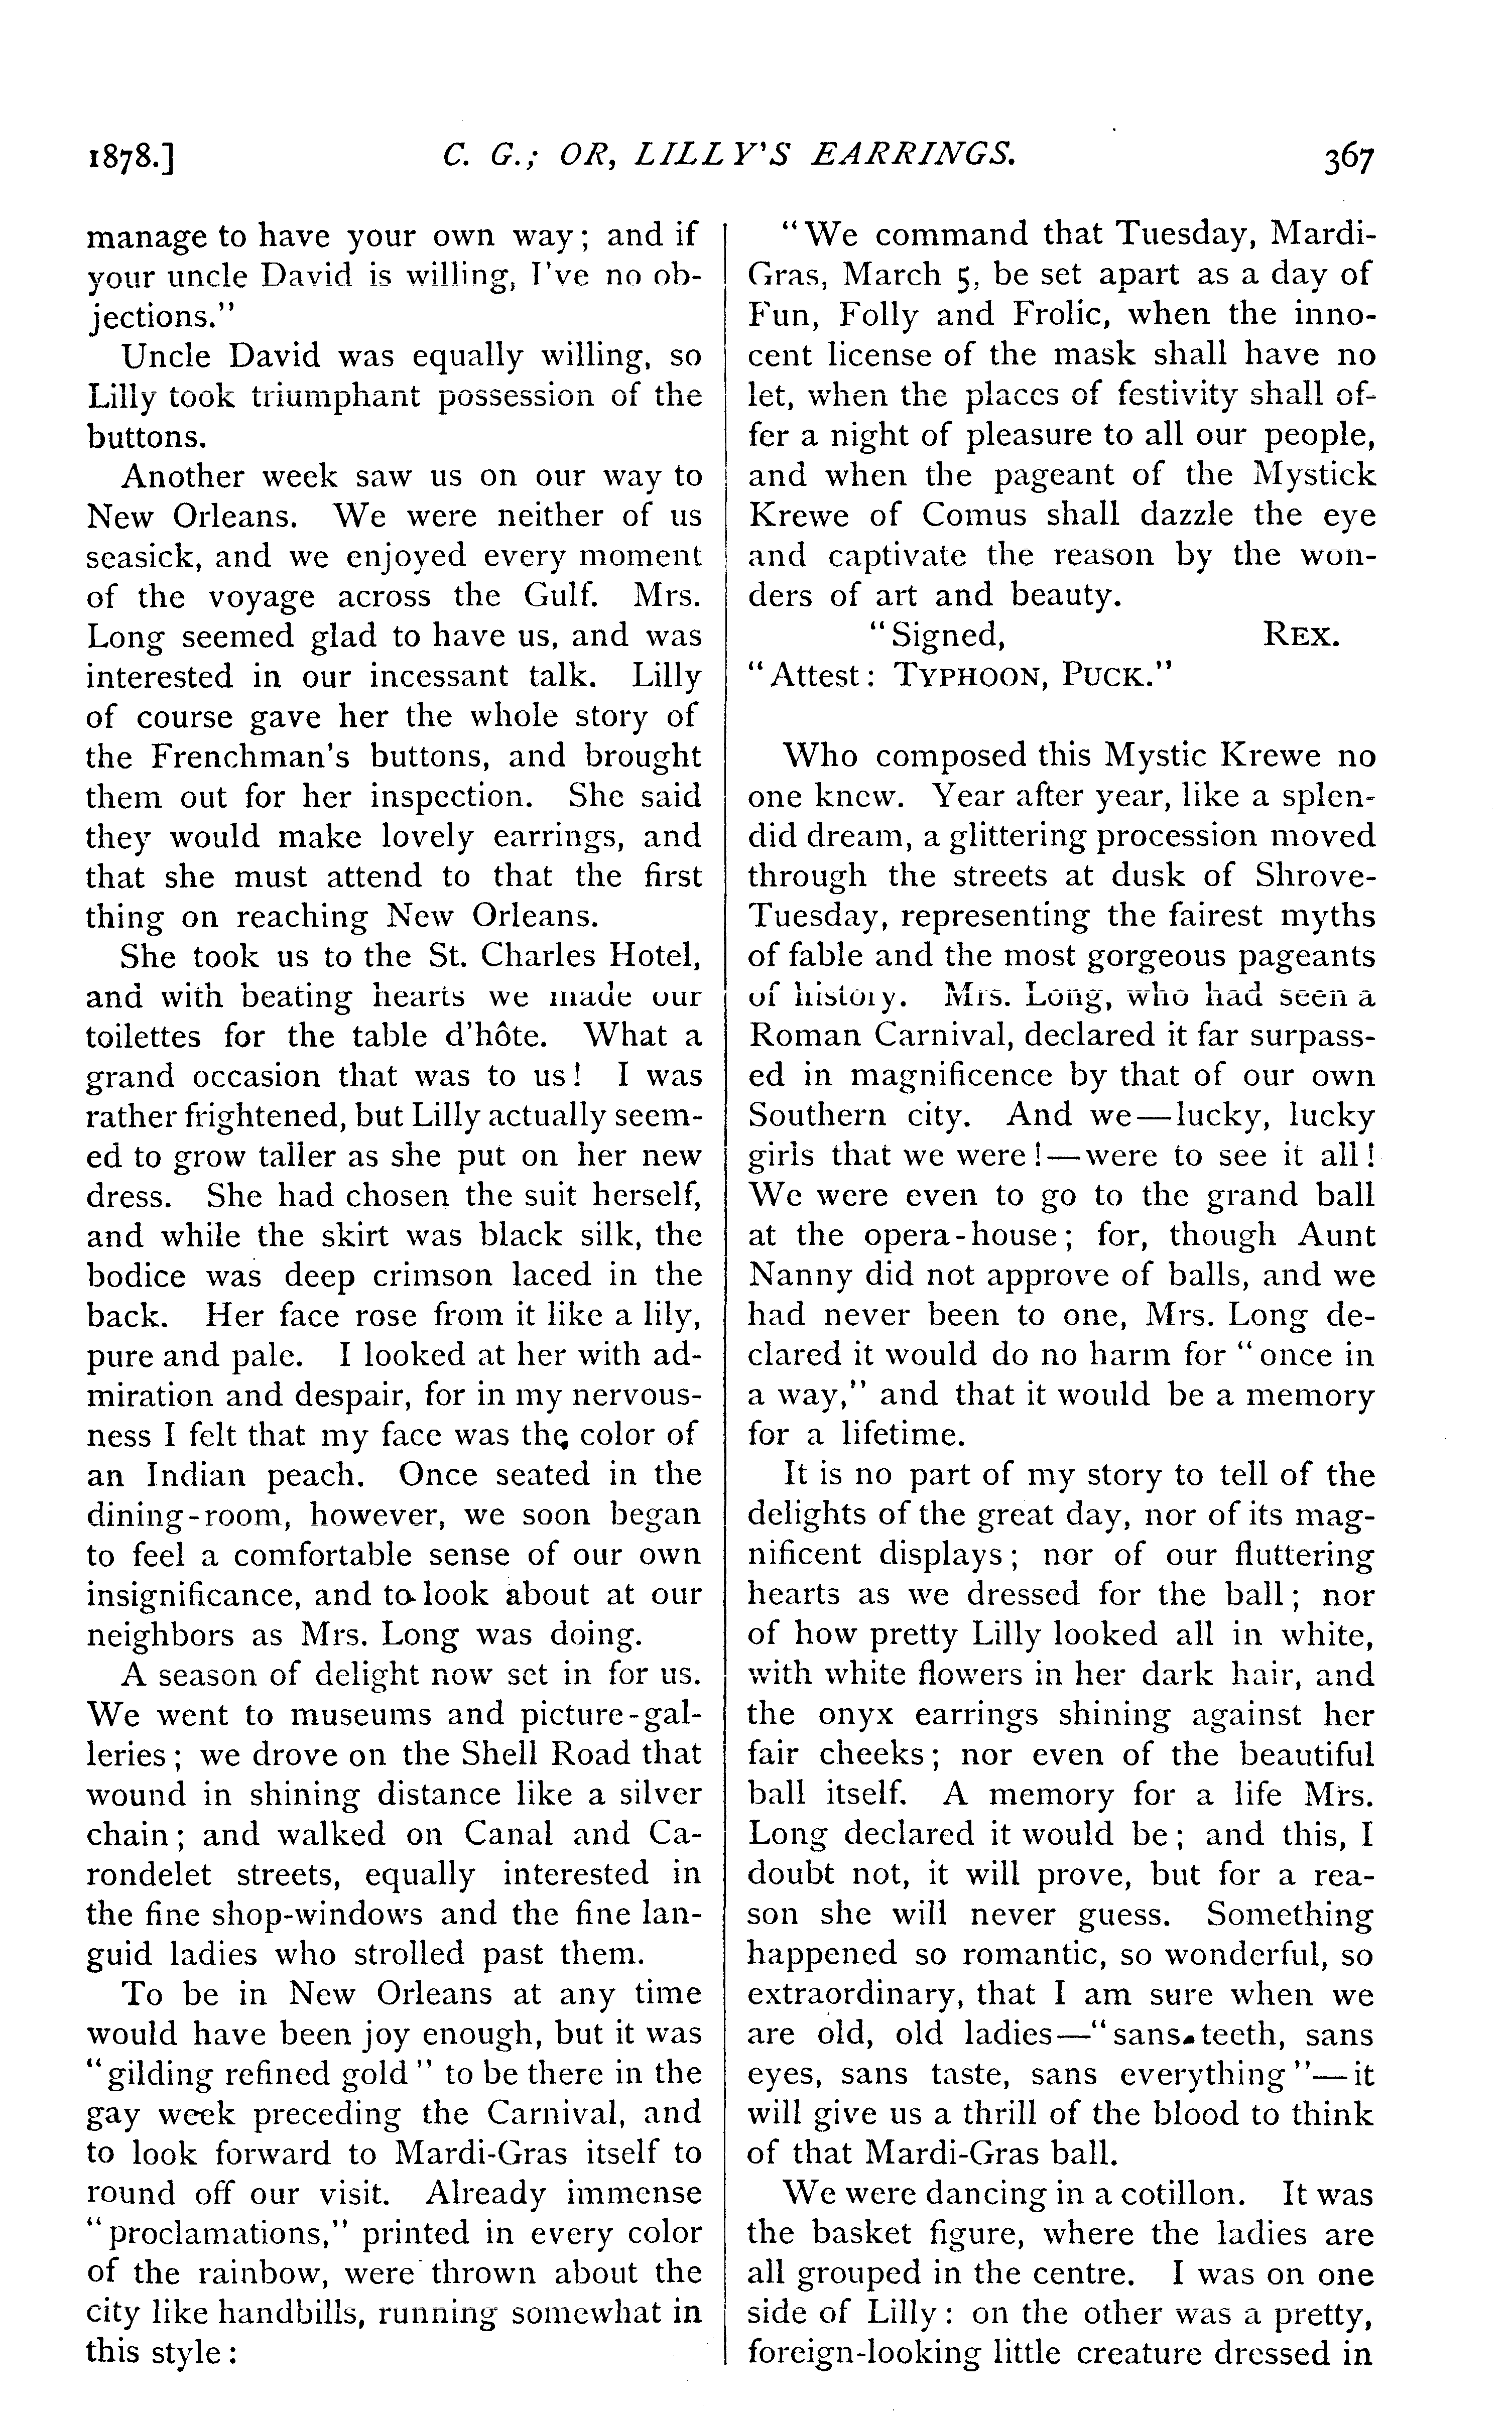 1878.] C. G.; OR, LILLY'S EARRINGS. 367
manage to have your own way; and if
your uncle David is willing, I've no ob-
jections."
Uncle David was equally willing, so
Lilly took triumphant possession of the
buttons.
Another week saw us on our way to
New Orleans. We were neither of us
seasick, and we enjoyed every moment
of the voyage across the Gulf. Mrs.
Long seemed glad to have us, and was
interested in our incessant talk. Lilly
of course gave her the whole story of
the Frenchman's buttons, and brought
them out for her inspection. She said
they would make lovely earrings, and
that she must attend to that the first
thing on reaching New Orleans.
She took us to the St. Charles Hotel,
and with beating hearts we made our
toilettes for the table d'hôte. What a
grand occasion that was to us! I was
rather frightened, but Lilly actually seem-
ed to grow taller as she put on her new
dress. She had chosen the suit herself,
and while the skirt was black silk, the
bodice was deep crimson laced in the
back. Her face rose from it like a lily,
pure and pale. I looked at her with ad-
miration and despair, for in my nervous-
ness I felt that my face was the color of
an Indian peach. Once seated in the
dining-room, however, we soon began
to feel a comfortable sense of our own
insignificance, and to look about at our
neighbors as Mrs. Long was doing.
A season of delight now set in for us.
We went to museums and picture-gal-
leries; we drove on the Shell Road that
wound in shining distance like a silver
chain; and walked on Canal and Ca-
rondelet streets, equally interested in
the fine shop-windows and the fine lan-
guid ladies who strolled past them.
To be in New Orleans at any time
would have been joy enough, but it was
"gilding refined gold" to be there in the
gay week preceding the Carnival, and
to look forward to Mardi-Gras itself to
round off our visit. Already immense
"proclamations," printed in every color
of the rainbow, were thrown about the
city like handbills, running somewhat in
this style:
"We command that Tuesday, Mardi-
Gras, March 5, be set apart as a day of
Fun, Folly and Frolic, when the inno-
cent license of the mask shall have no
let, when the places of festivity shall of-
fer a night of pleasure to all our people,
and when the pageant of the Mystick
Krewe of Comus shall dazzle the eye
and captivate the reason by the won-
ders of art and beauty.
"Signed, REX.
"Attest: TYPHOON, PUCK."
Who composed this Mystic Krewe no
one knew. Year after year, like a splen-
did dream, a glittering procession moved
through the streets at dusk of Shrove-
Tuesday, representing the fairest myths
of fable and the most gorgeous pageants
of history. Mrs. Long, who had seen a
Roman Carnival, declared it far surpass-
ed in magnificence by that of our own
Southern city. And we—lucky, lucky
girls that we were!—were to see it all!
We were even to go to the grand ball
at the opera-house; for, though Aunt
Nanny did not approve of balls, and we
had never been to one, Mrs. Long de-
clared it would do no harm for "once in
a way," and that it would be a memory
for a lifetime.
It is no part of my story to tell of the
delights of the great day, nor of its mag-
nificent displays; nor of our fluttering
hearts as we dressed for the ball; nor
of how pretty Lilly looked all in white,
with white flowers in her dark hair, and
the onyx earrings shining against her
fair cheeks; nor even of the beautiful
ball itself. A memory for a life Mrs.
Long declared it would be; and this, I
doubt not, it will prove, but for a rea-
son she will never guess. Something
happened so romantic, so wonderful, so
extraordinary, that I am sure when we
are old, old ladies—"sans teeth, sans
eyes, sans taste, sans everything"—it
will give us a thrill of the blood to think
of that Mardi-Gras ball.
We were dancing in a cotillon. It was
the basket figure, where the ladies are
all grouped in the centre. I was on one
side of Lilly: on the other was a pretty,
foreign-looking little creature dressed in